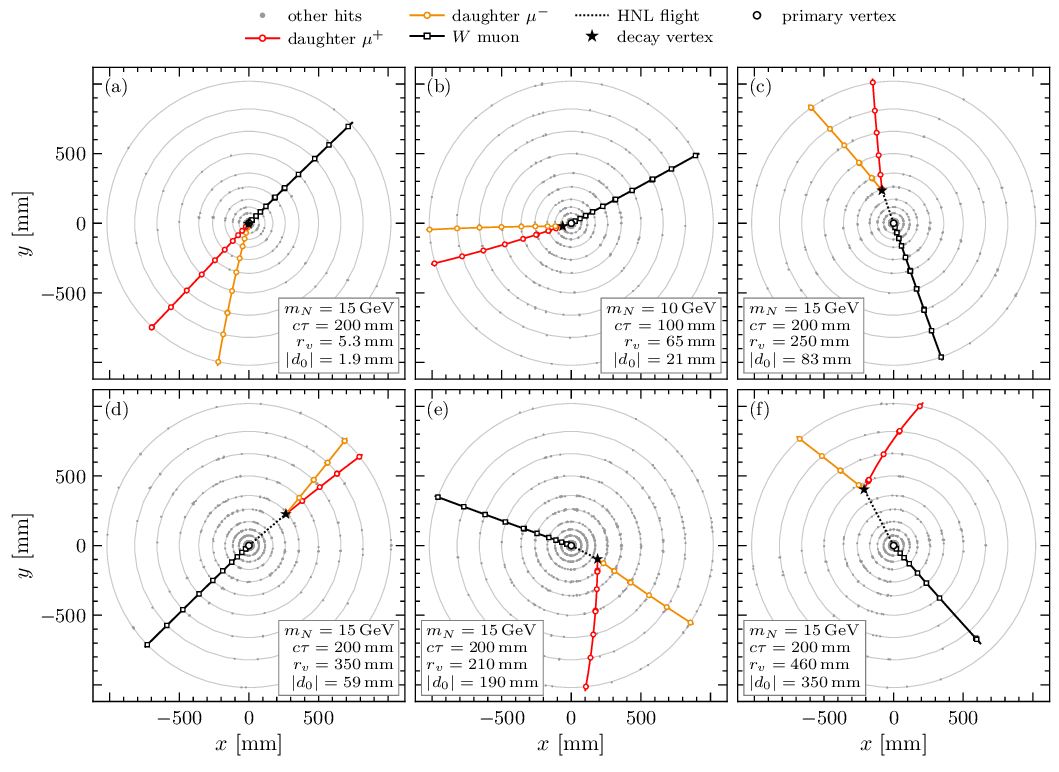 other hits
daughter μ⁻
HNL flight
primary vertex
daughter μ⁺
W muon
decay vertex
(a)
(b)
(c)
500
0
−500
y [mm]
m_N = 15 GeV
cτ = 200 mm
r_v = 5.3 mm
|d_0| = 1.9 mm
m_N = 10 GeV
cτ = 100 mm
r_v = 65 mm
|d_0| = 21 mm
m_N = 15 GeV
cτ = 200 mm
r_v = 250 mm
|d_0| = 83 mm
(d)
(e)
(f)
500
0
−500
y [mm]
m_N = 15 GeV
cτ = 200 mm
r_v = 350 mm
|d_0| = 59 mm
m_N = 15 GeV
cτ = 200 mm
r_v = 210 mm
|d_0| = 190 mm
m_N = 15 GeV
cτ = 200 mm
r_v = 460 mm
|d_0| = 350 mm
−500 0 500
−500 0 500
−500 0 500
x [mm]
x [mm]
x [mm]